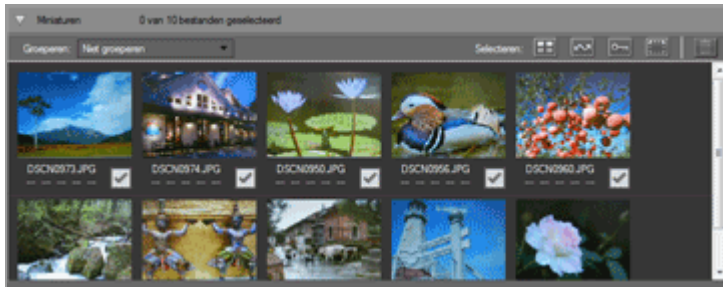 Miniaturen 0 van 10 bestanden geselecteerd
Groeperen: Niet groeperen Selecteren:
DSCN0973.JPG DSCN0974.JPG DSCN0950.JPG DSCN0956.JPG DSCN0960.JPG